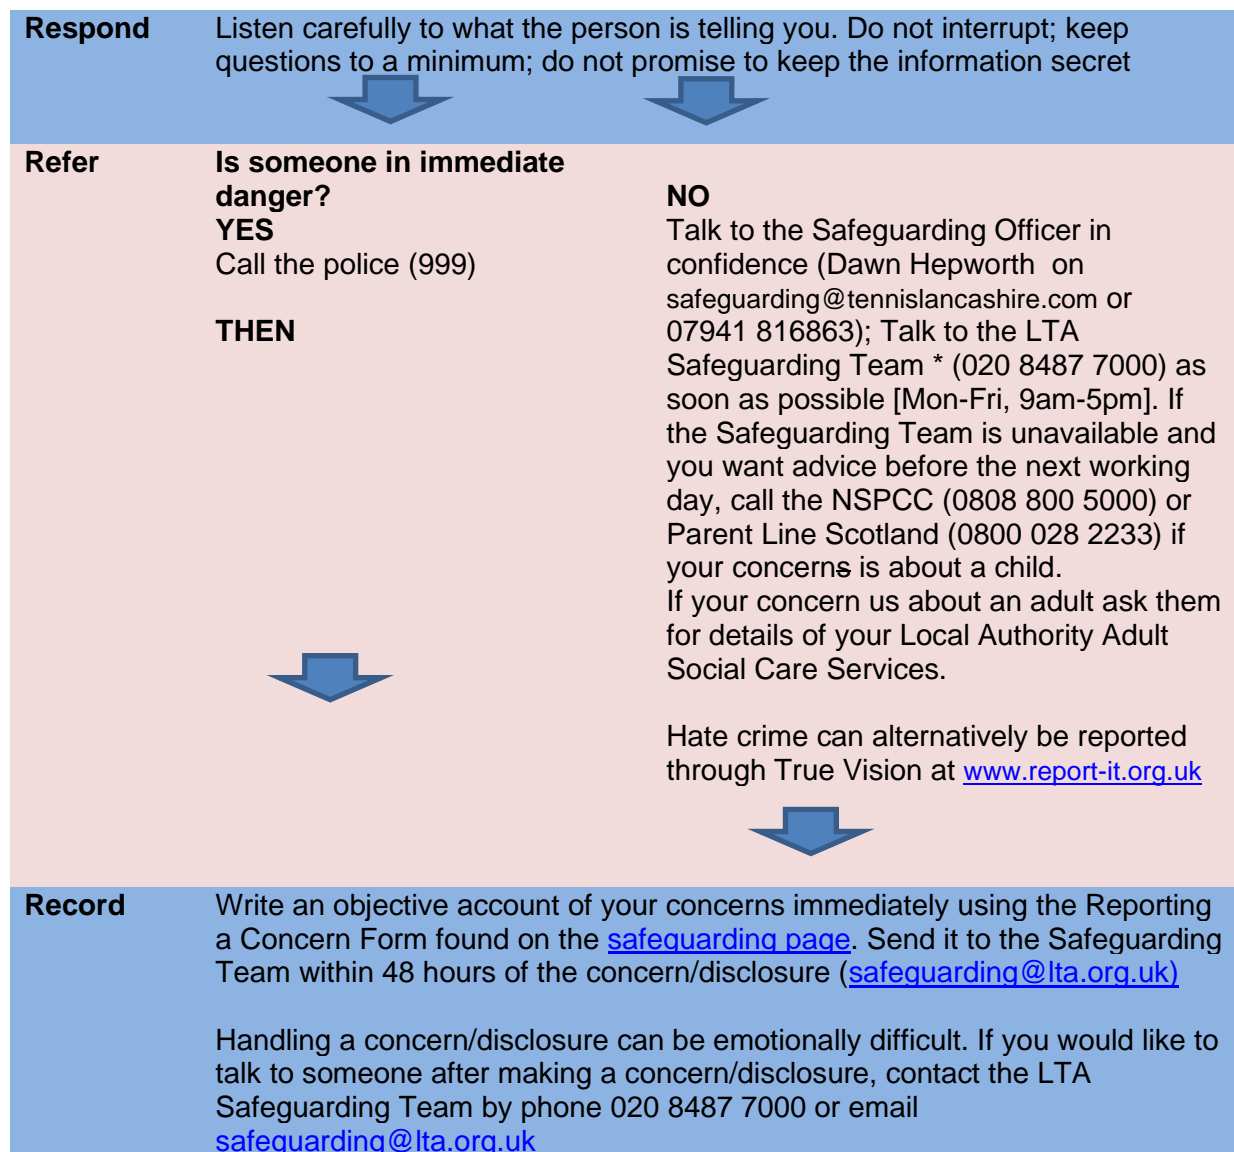 Respond
Listen carefully to what the person is telling you. Do not interrupt; keep
questions to a minimum; do not promise to keep the information secret
Refer
Is someone in immediate
danger?
YES
Call the police (999)
THEN
NO
Talk to the Safeguarding Officer in
confidence (Dawn Hepworth on
safeguarding@tennislancashire.com or
07941 816863); Talk to the LTA
Safeguarding Team * (020 8487 7000) as
soon as possible [Mon-Fri, 9am-5pm]. If
the Safeguarding Team is unavailable and
you want advice before the next working
day, call the NSPCC (0808 800 5000) or
Parent Line Scotland (0800 028 2233) if
your concerns is about a child.
If your concern us about an adult ask them
for details of your Local Authority Adult
Social Care Services.
Hate crime can alternatively be reported
through True Vision at www.report-it.org.uk
Record
Write an objective account of your concerns immediately using the Reporting
a Concern Form found on the safeguarding page. Send it to the Safeguarding
Team within 48 hours of the concern/disclosure (safeguarding@lta.org.uk)
Handling a concern/disclosure can be emotionally difficult. If you would like to
talk to someone after making a concern/disclosure, contact the LTA
Safeguarding Team by phone 020 8487 7000 or email
safeguarding@lta.org.uk